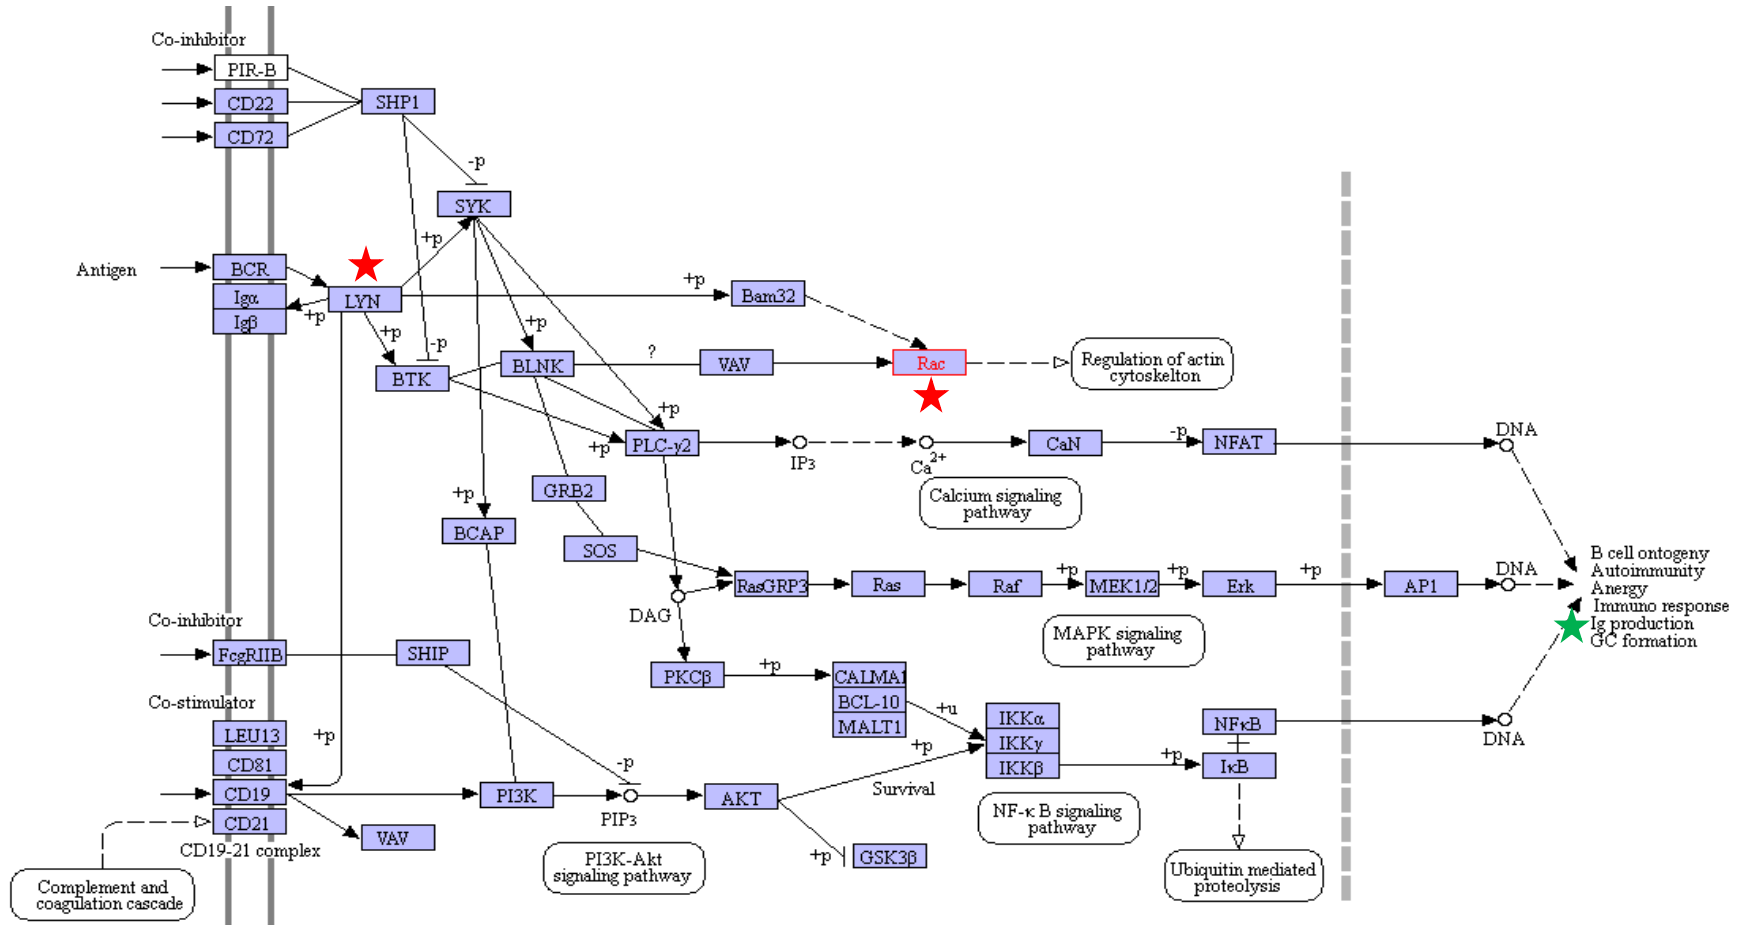 Co-inhibitor
PIR-B
CD22
SHP1
CD72
-p
SYK
+p
Antigen
BCR
Igα
Igβ
LYN
+p
+p
-p
+p
Bam32
+p
BTK
BLNK
?
VAV
Rac
Regulation of actin
cytoskelton
+p
+p
PLC-γ2
IP3
Ca2+
CaN
-p
NFAT
DNA
Calcium signaling
pathway
GRB2
+p
BCAP
SOS
RasGRP3
Ras
Raf
+p
MEK1/2
+p
Erk
+p
AP1
DNA
B cell ontogeny
Autoimmunity
Anergy
Immuno response
Ig production
GC formation
DAG
MAPK signaling
pathway
Co-inhibitor
FcgRIIB
SHIP
PKCβ
+p
CALMA1
BCL-10
MALT1
+u
+p
IKKα
IKKγ
IKKβ
+p
NFκB
IκB
DNA
Co-stimulator
LEU13
CD81
CD19
CD21
+p
CD19-21 complex
VAV
PI3K
-p
PIP3
AKT
Survival
+p
GSK3β
NF-κB signaling
pathway
PI3K-Akt
signaling pathway
Ubiquitin mediated
proteolysis
Complement and
coagulation cascade